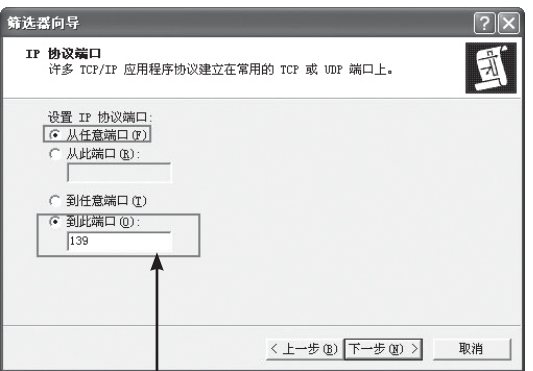 筛选器向导
IP 协议端口
许多 TCP/IP 应用程序协议建立在常用的 TCP 或 UDP 端口上。
设置 IP 协议端口:
从任意端口(F)
从此端口(R):
到任意端口(T)
到此端口(O):
139
< 上一步(B) 下一步(N) > 取消